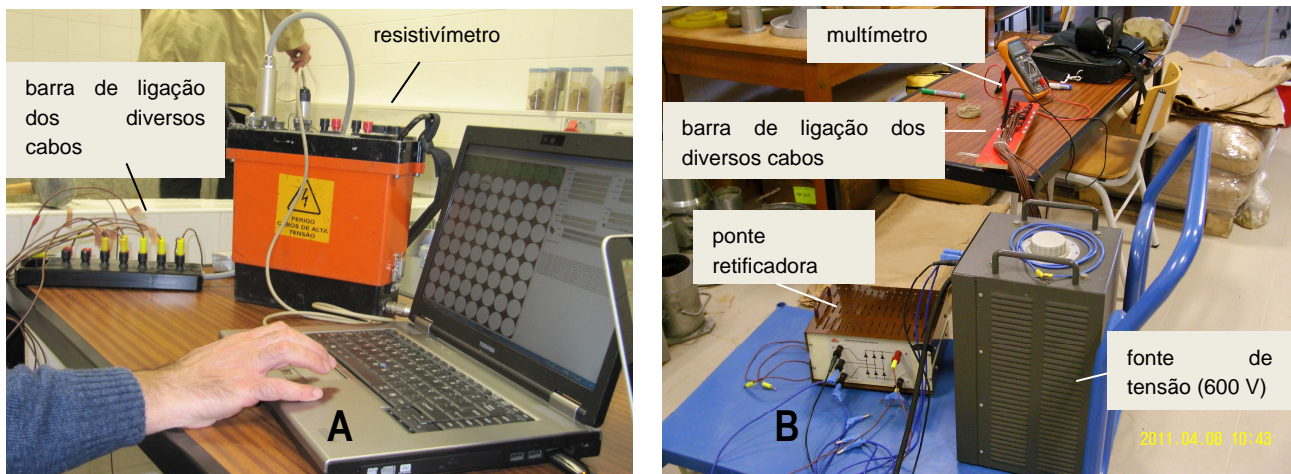 resistivímetro
barra de ligação
dos diversos
cabos
PERIGO
CABOS DE ALTA
TENSÃO
TOSHIBA
A
multímetro
barra de ligação dos
diversos cabos
ponte
retificadora
fonte de
tensão (600 V)
B
2011.04.08 10:43